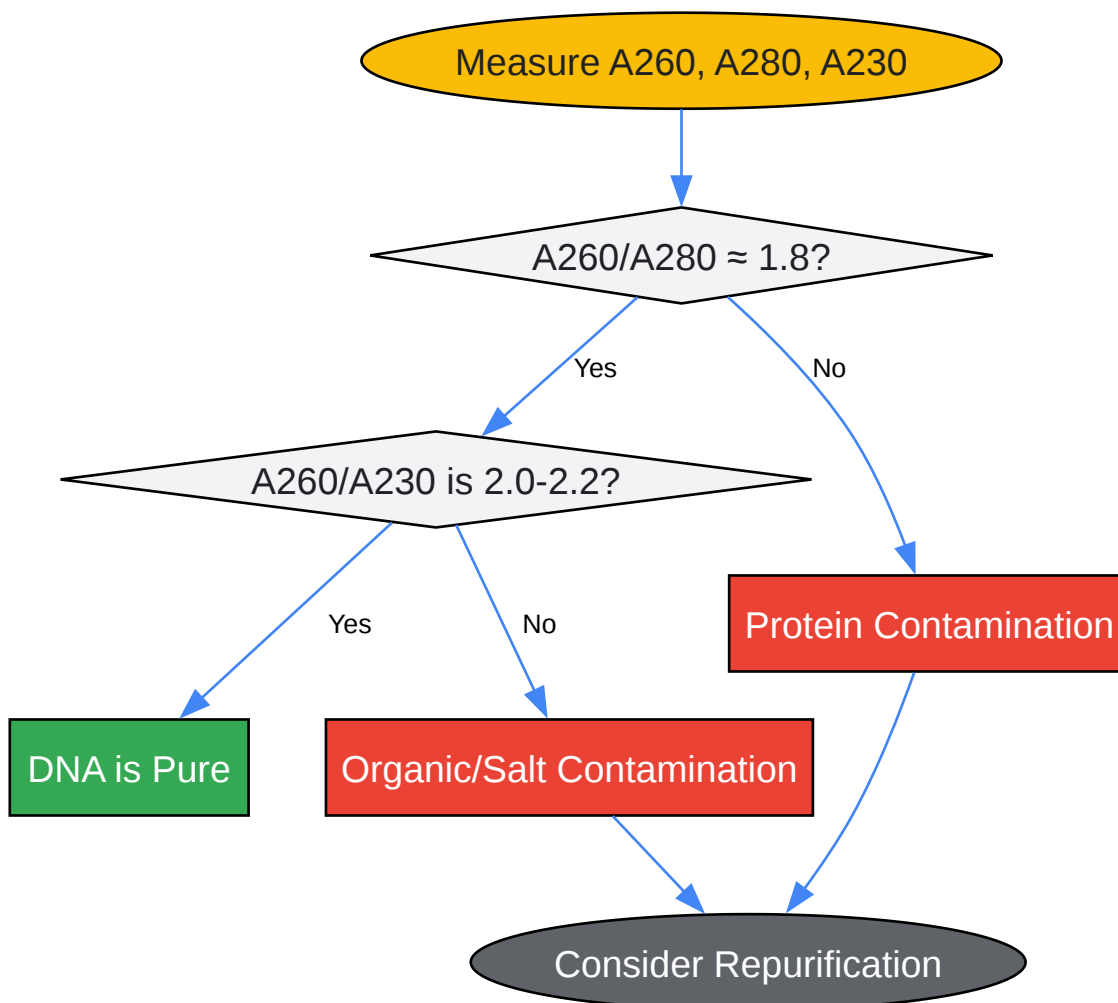 Measure A260, A280, A230
A260/A280 ≈ 1.8?
Yes
No
A260/A230 is 2.0-2.2?
Yes
No
Protein Contamination
DNA is Pure
Organic/Salt Contamination
Consider Repurification